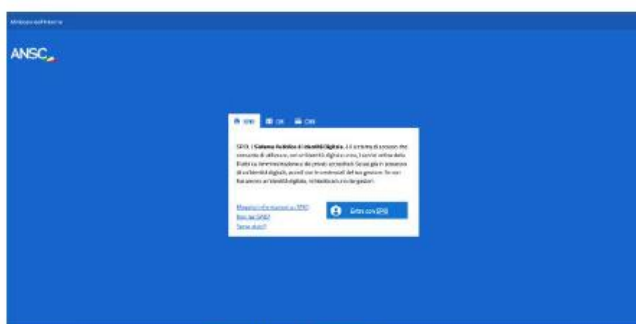 Ministero dell'Interno
ANSC
SPID CIE CNS
SPID, il Sistema Pubblico di Identità Digitale, è il sistema di accesso che
consente di utilizzare, con un'identità digitale unica, i servizi online della
Pubblica Amministrazione e dei privati accreditati. Se sei già in possesso
di un'identità digitale, accedi con le credenziali del tuo gestore. Se non
hai ancora un'identità digitale, richiedila ad uno dei gestori.
Maggiori informazioni su SPID
Non hai SPID?
Serve aiuto?
Entra con SPID